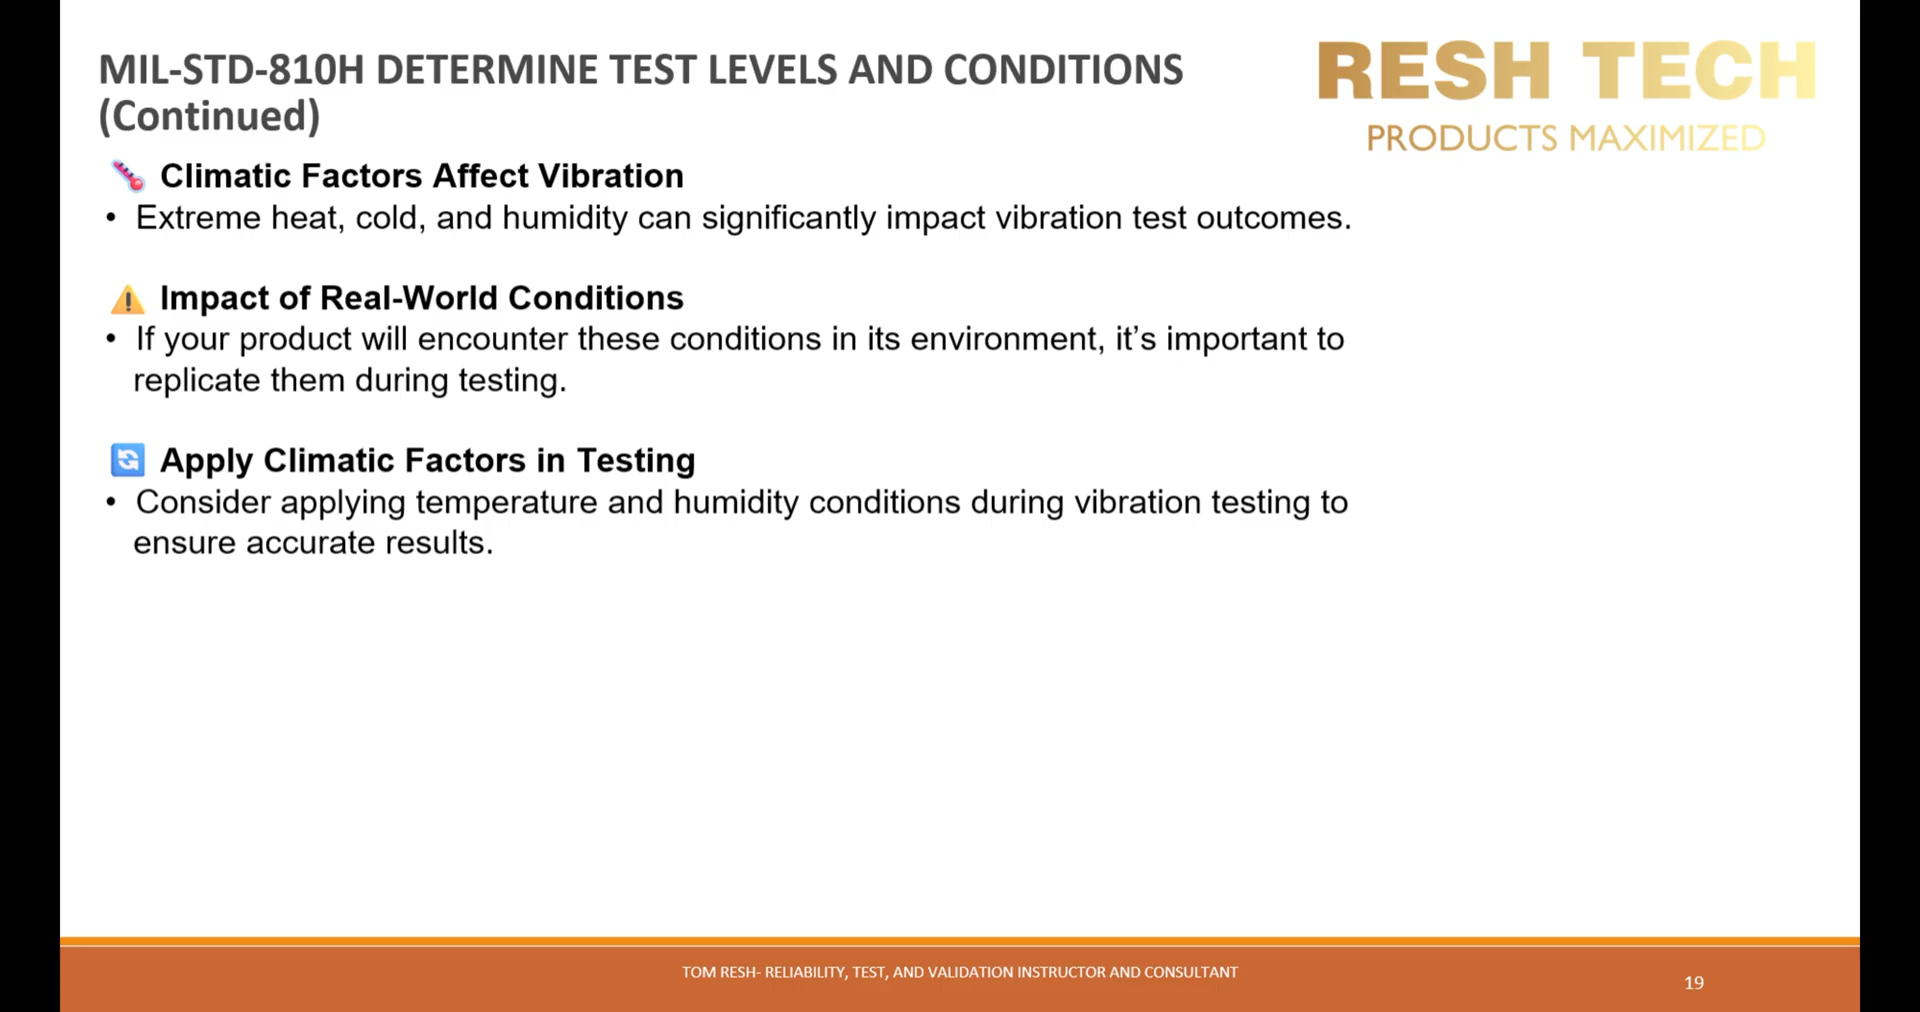 MIL-STD-810H DETERMINE TEST LEVELS AND CONDITIONS
(Continued)
RESH TECH
PRODUCTS MAXIMIZED
Climatic Factors Affect Vibration
• Extreme heat, cold, and humidity can significantly impact vibration test outcomes.
Impact of Real-World Conditions
• If your product will encounter these conditions in its environment, it’s important to
replicate them during testing.
Apply Climatic Factors in Testing
• Consider applying temperature and humidity conditions during vibration testing to
ensure accurate results.
TOM RESH- RELIABILITY, TEST, AND VALIDATION INSTRUCTOR AND CONSULTANT
19